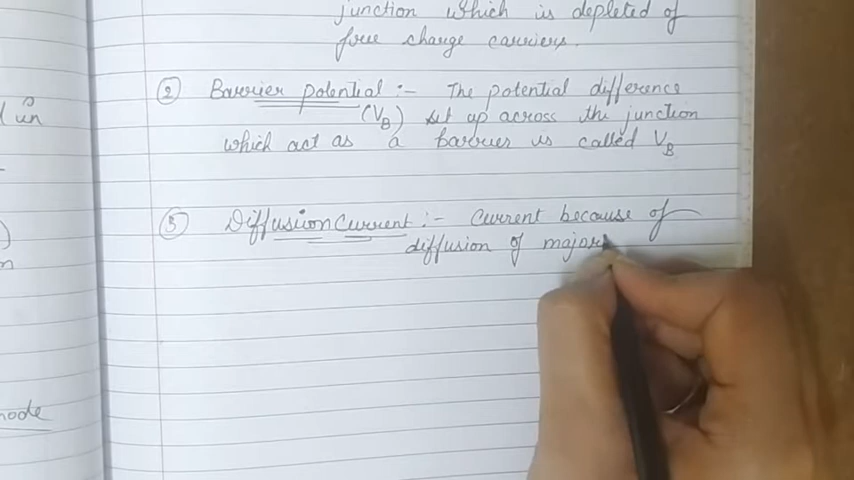 junction which is depleted of
free charge carriers.
② Barrier potential :- The potential difference
(VB) set up across the junction
which act as a barrier is called VB
③ Diffusion Current :- Current because of
diffusion of major
node